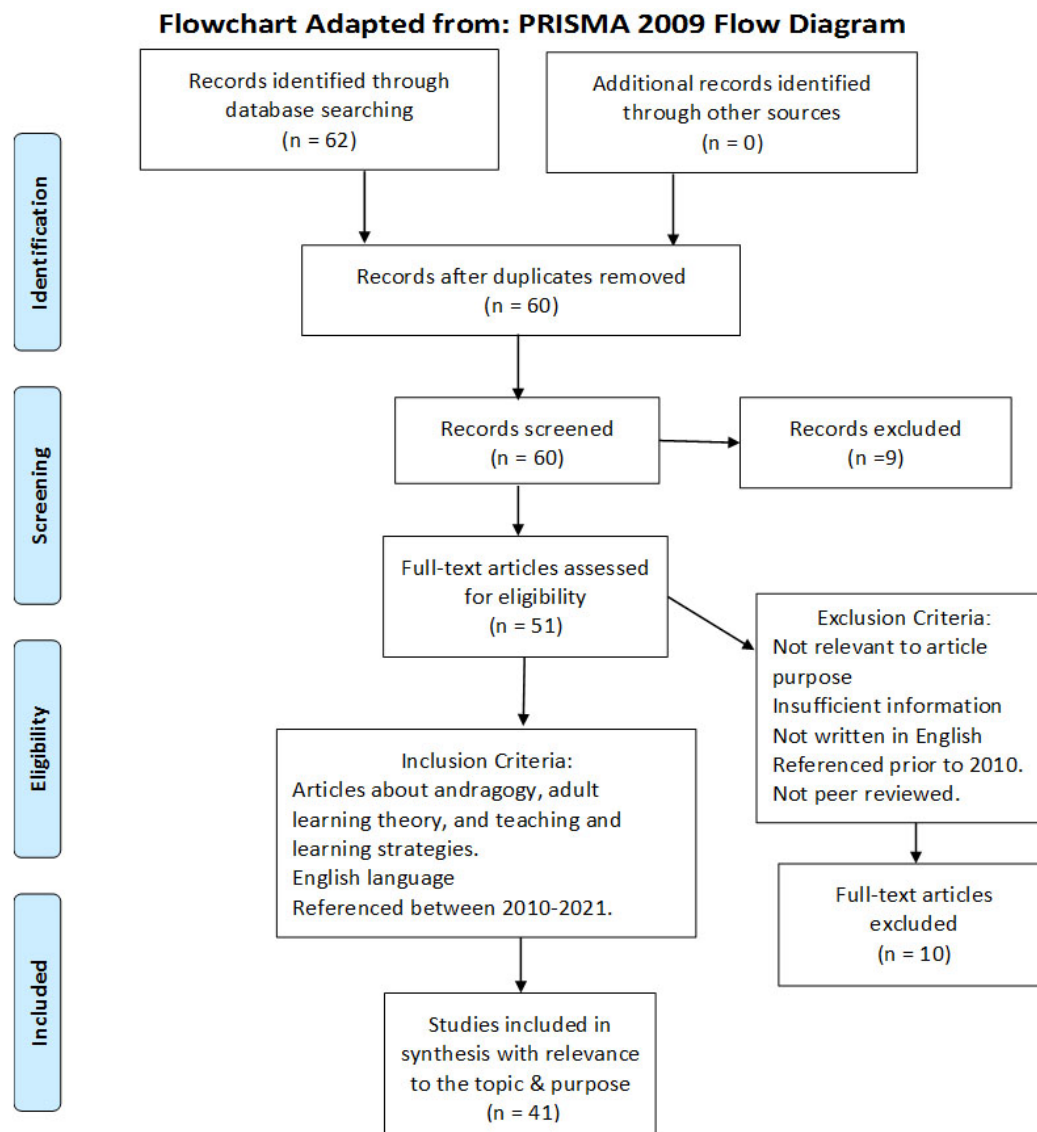 Flowchart Adapted from: PRISMA 2009 Flow Diagram
Records identified through
database searching
(n = 62)
Additional records identified
through other sources
(n = 0)
Identification
Records after duplicates removed
(n = 60)
Screening
Records screened
(n = 60)
Records excluded
(n =9)
Full-text articles assessed
for eligibility
(n = 51)
Exclusion Criteria:
Not relevant to article
purpose
Insufficient information
Not written in English
Referenced prior to 2010.
Not peer reviewed.
Eligibility
Inclusion Criteria:
Articles about andragogy, adult
learning theory, and teaching and
learning strategies.
English language
Referenced between 2010-2021.
Full-text articles
excluded
(n = 10)
Included
Studies included in
synthesis with relevance
to the topic & purpose
(n = 41)